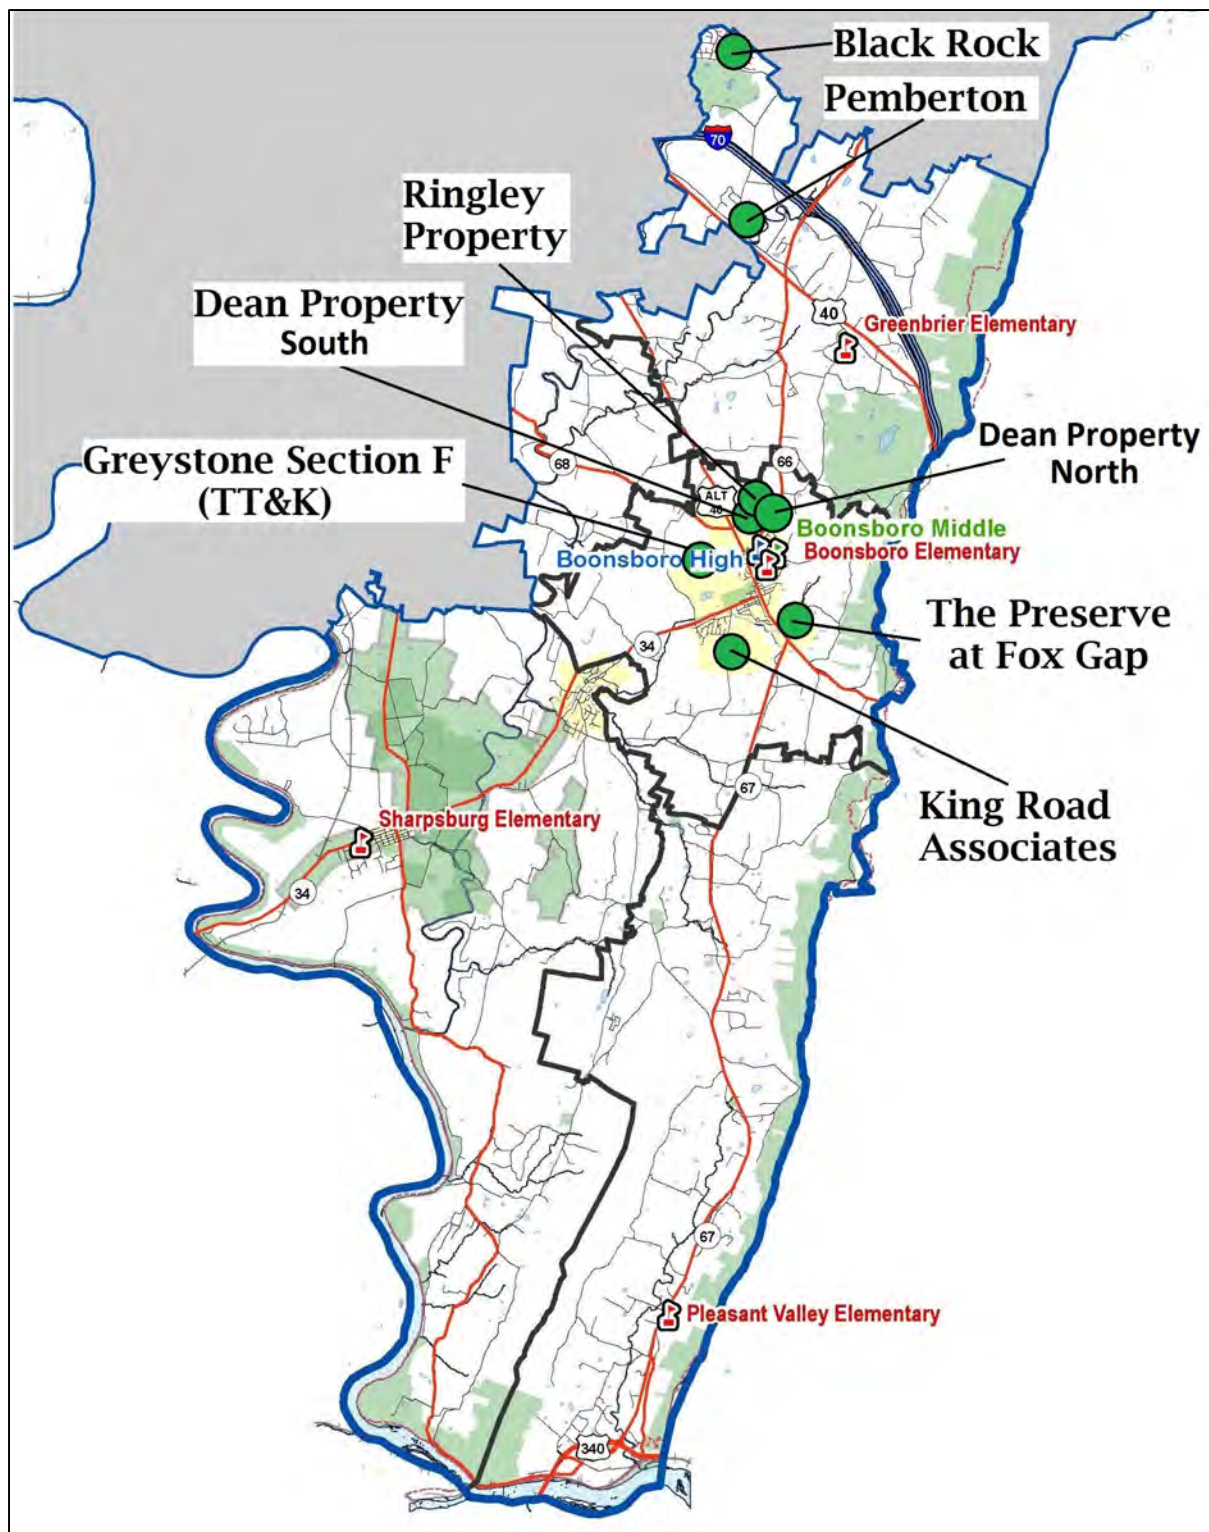 Black Rock
Pemberton
70
Ringley
Property
Dean Property
South
40
Greenbrier Elementary
Dean Property
North
Greystone Section F
(TT&K)
68
66
ALT
40
Boonsboro Middle
Boonsboro High
Boonsboro Elementary
The Preserve
at Fox Gap
34
67
King Road
Associates
Sharpsburg Elementary
34
67
Pleasant Valley Elementary
340